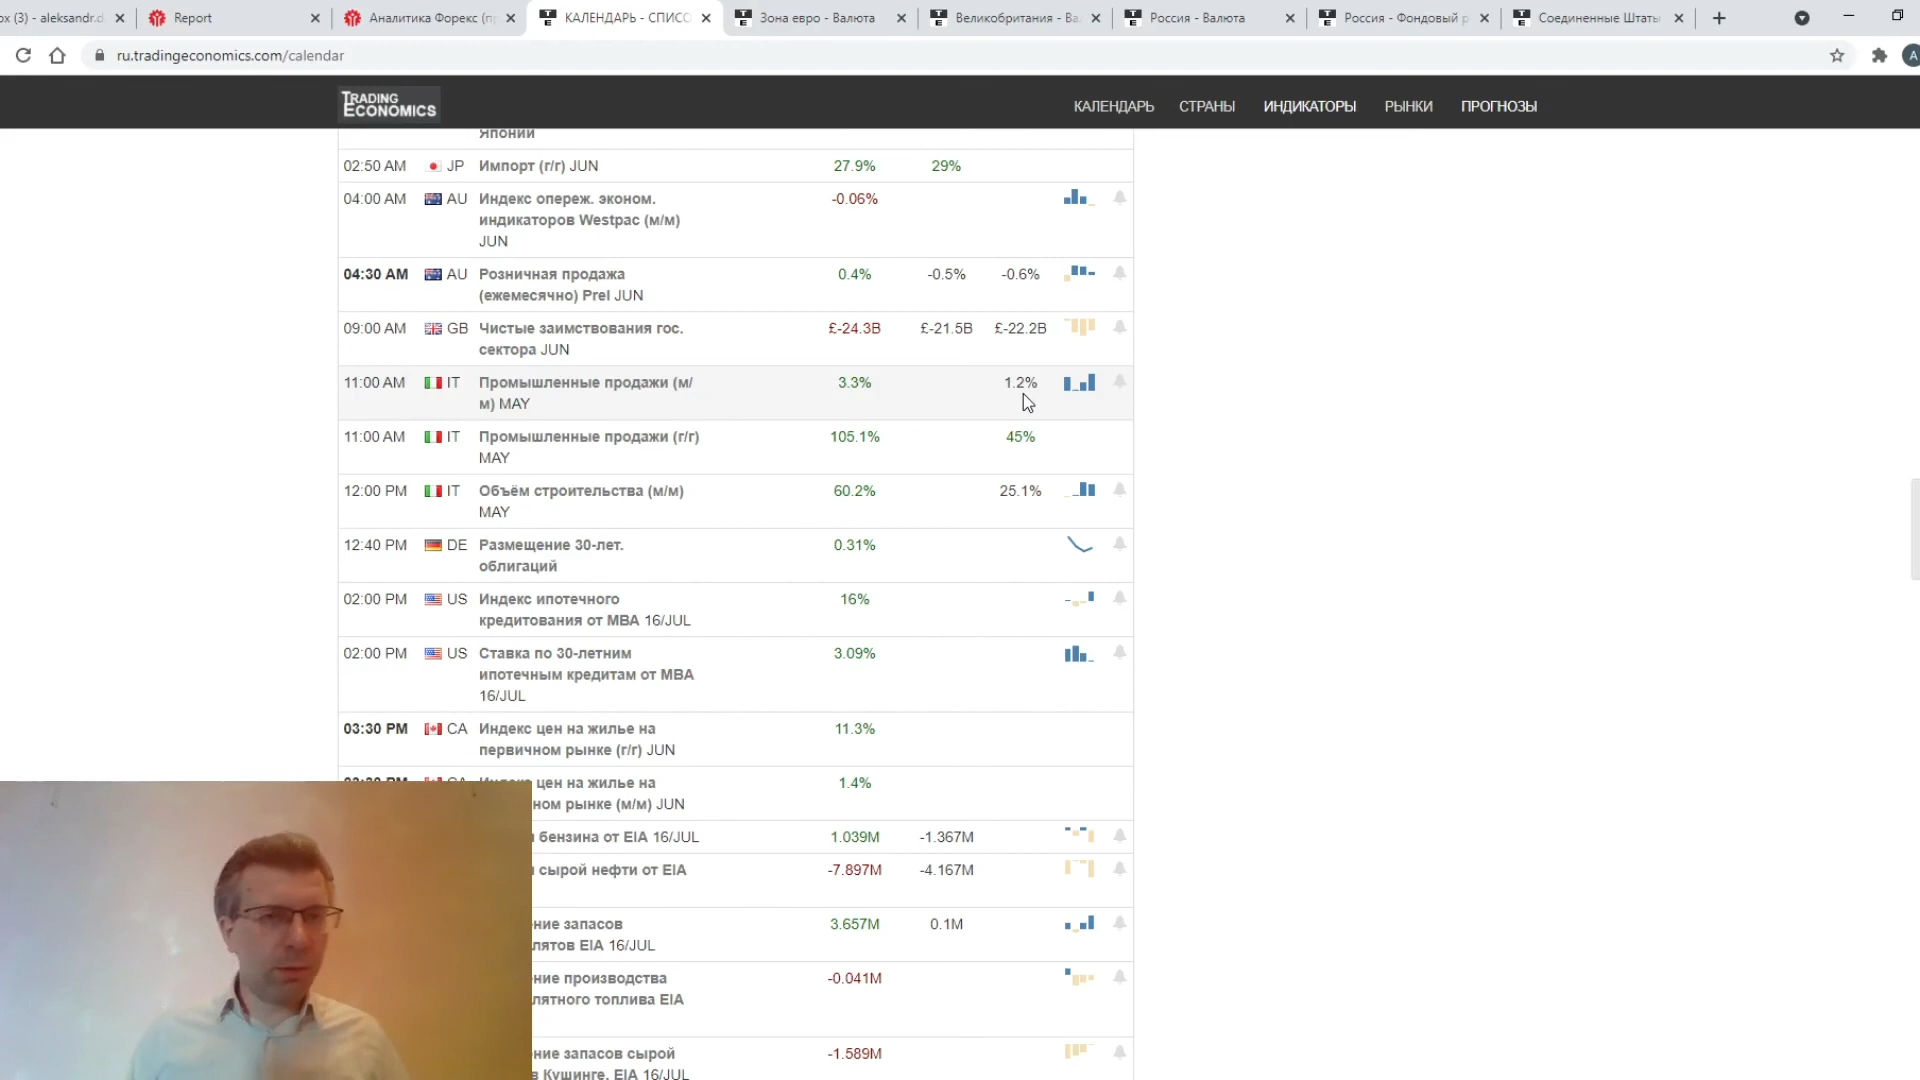 ox (3) - aleksandr.d
Report
Аналитика Форекс (п
КАЛЕНДАРЬ - СПИСО
Зона евро - Валюта
Великобритания - Ва
Россия - Валюта
Россия - Фондовый р
Соединенные Штаты
ru.tradingeconomics.com/calendar
A
TRADING
ECONOMICS
КАЛЕНДАРЬ СТРАНЫ ИНДИКАТОРЫ РЫНКИ ПРОГНОЗЫ
Японии
02:50 AM JP Импорт (г/г) JUN 27.9% 29%
04:00 AM AU Индекс опереж. эконом. -0.06%
индикаторов Westpac (м/м)
JUN
04:30 AM AU Розничная продажа 0.4% -0.5% -0.6%
(ежемесячно) Prel JUN
09:00 AM GB Чистые заимствования гос. £-24.3B £-21.5B £-22.2B
сектора JUN
11:00 AM IT Промышленные продажи (м/ 3.3% 1.2%
м) MAY
11:00 AM IT Промышленные продажи (г/г) 105.1% 45%
MAY
12:00 PM IT Объём строительства (м/м) 60.2% 25.1%
MAY
12:40 PM DE Размещение 30-лет. 0.31%
облигаций
02:00 PM US Индекс ипотечного 16%
кредитования от MBA 16/JUL
02:00 PM US Ставка по 30-летним 3.09%
ипотечным кредитам от MBA
16/JUL
03:30 PM CA Индекс цен на жилье на 11.3%
первичном рынке (г/г) JUN
цен на жилье на 1.4%
ном рынке (м/м) JUN
бензина от EIA 16/JUL 1.039M -1.367M
сырой нефти от EIA -7.897M -4.167M
ние запасов 3.657M 0.1M
лятов EIA 16/JUL
ние производства -0.041M
лятного топлива EIA
ние запасов сырой -1.589M
в Кушинге, EIA 16/JUL